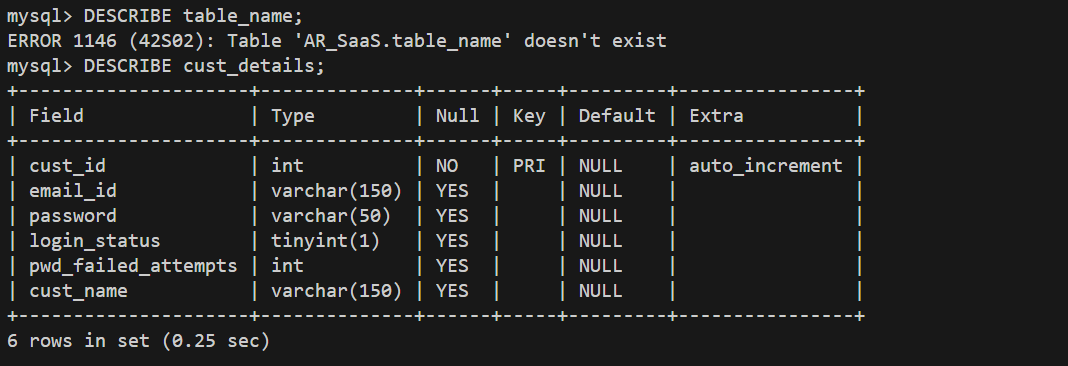 mysql> DESCRIBE table_name;
ERROR 1146 (42S02): Table 'AR_SaaS.table_name' doesn't exist
mysql> DESCRIBE cust_details;
+---------------------+--------------+------+-----+---------+----------------+
| Field               | Type         | Null | Key | Default | Extra          |
+---------------------+--------------+------+-----+---------+----------------+
| cust_id             | int          | NO   | PRI | NULL    | auto_increment |
| email_id            | varchar(150) | YES  |     | NULL    |                |
| password            | varchar(50)  | YES  |     | NULL    |                |
| login_status        | tinyint(1)   | YES  |     | NULL    |                |
| pwd_failed_attempts | int          | YES  |     | NULL    |                |
| cust_name           | varchar(150) | YES  |     | NULL    |                |
+---------------------+--------------+------+-----+---------+----------------+
6 rows in set (0.25 sec)